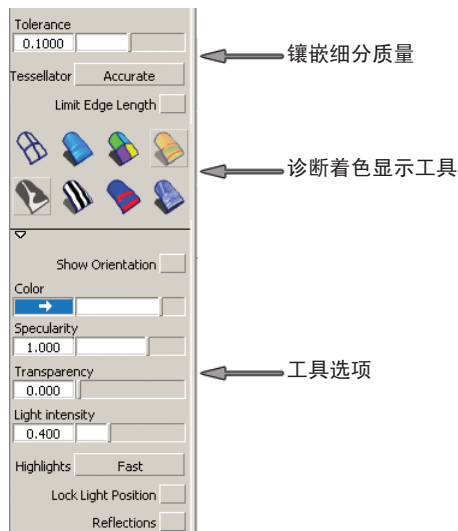 Tolerance
0.1000
镶嵌细分质量
Tessellator Accurate
Limit Edge Length
诊断着色显示工具
Show Orientation
Color
Specularity
1.000
Transparency
0.000
工具选项
Light intensity
0.400
Highlights Fast
Lock Light Position
Reflections